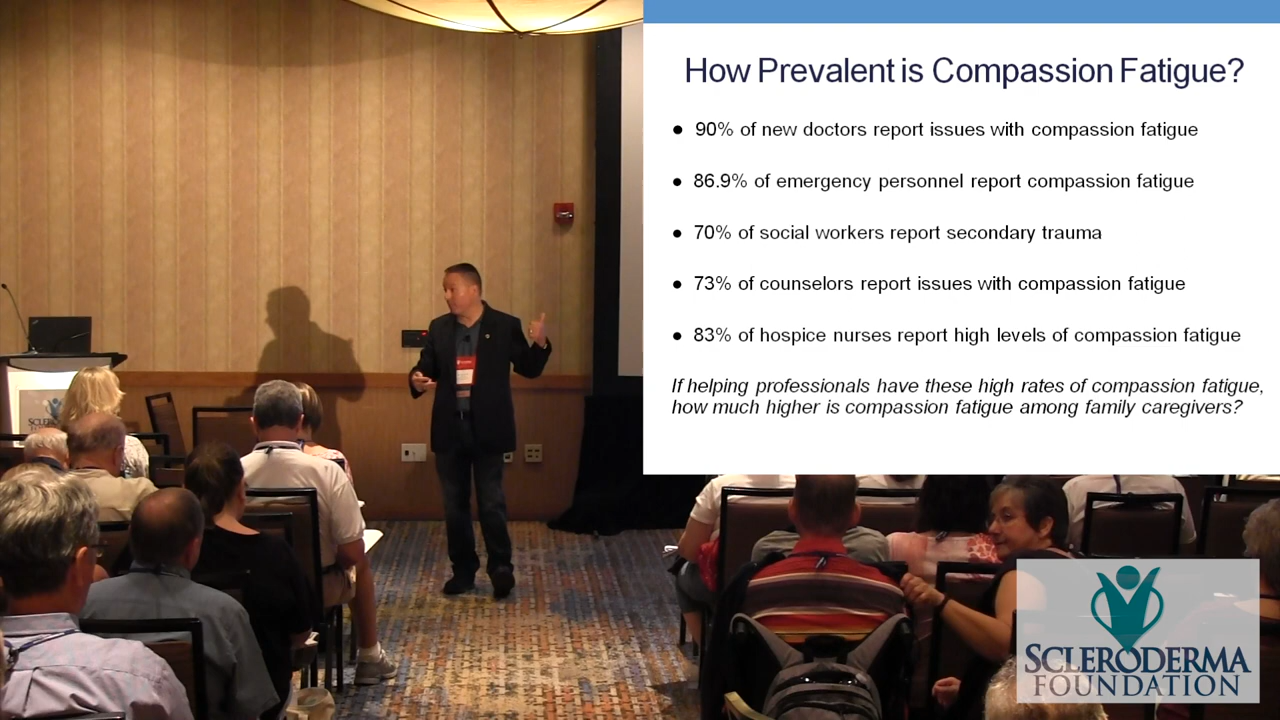 How Prevalent is Compassion Fatigue?
● 90% of new doctors report issues with compassion fatigue
● 86.9% of emergency personnel report compassion fatigue
● 70% of social workers report secondary trauma
● 73% of counselors report issues with compassion fatigue
● 83% of hospice nurses report high levels of compassion fatigue
If helping professionals have these high rates of compassion fatigue,
how much higher is compassion fatigue among family caregivers?
SCLERODERMA
FOUNDATION